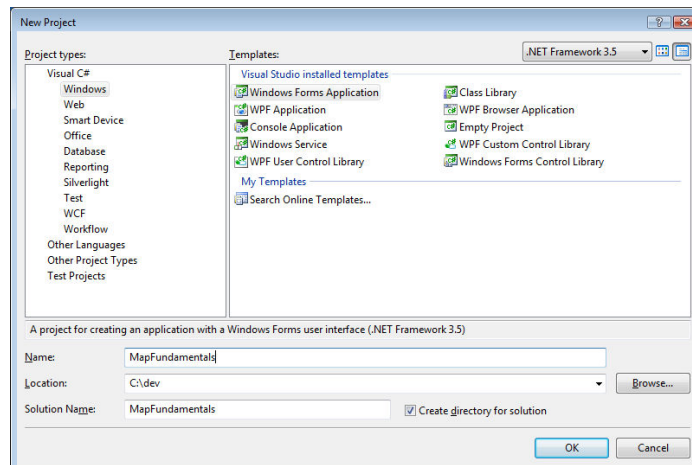 New Project
Project types:
Templates:
.NET Framework 3.5
Visual C#
Windows
Web
Smart Device
Office
Database
Reporting
Silverlight
Test
WCF
Workflow
Other Languages
Other Project Types
Test Projects
Visual Studio installed templates
Windows Forms Application
Class Library
WPF Application
WPF Browser Application
Console Application
Empty Project
Windows Service
WPF Custom Control Library
WPF User Control Library
Windows Forms Control Library
My Templates
Search Online Templates...
A project for creating an application with a Windows Forms user interface (.NET Framework 3.5)
Name:
MapFundamentals
Location:
C:\dev
Browse...
Solution Name:
MapFundamentals
Create directory for solution
OK
Cancel